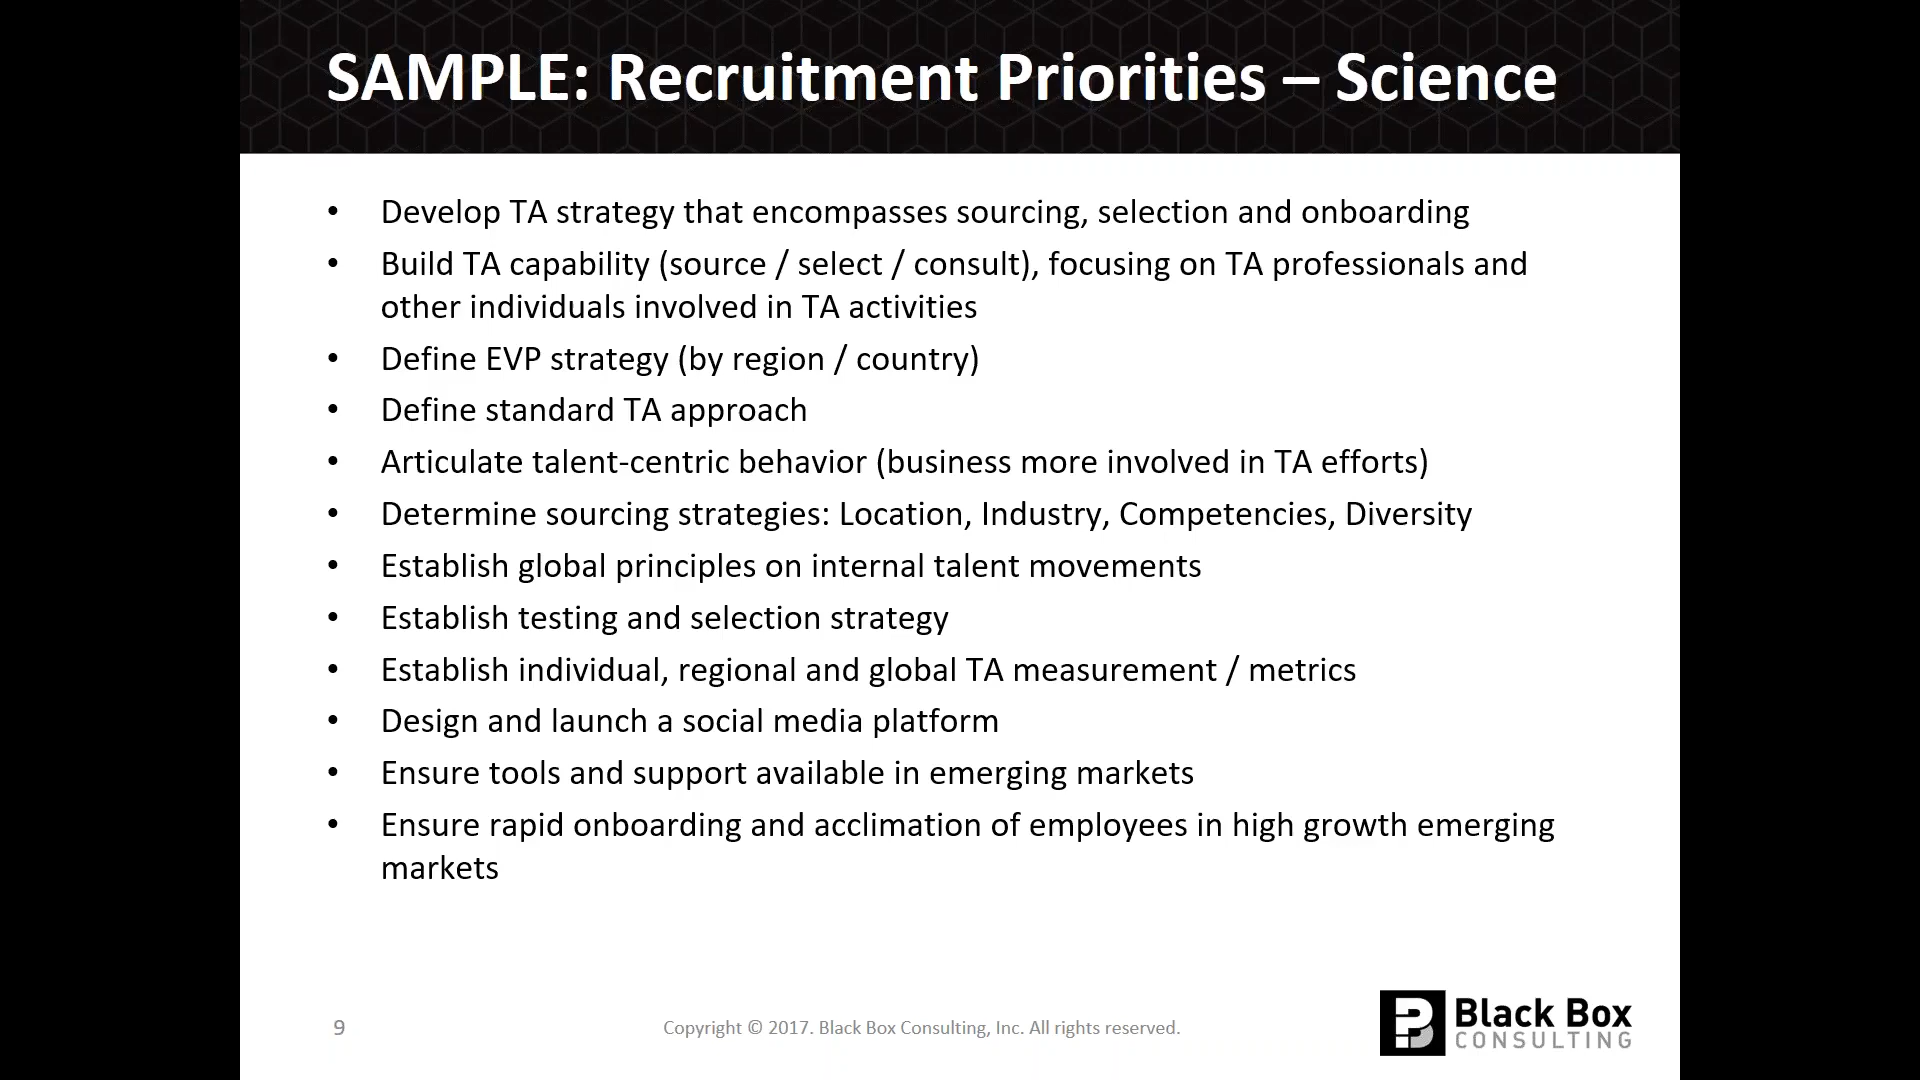 SAMPLE: Recruitment Priorities – Science
• Develop TA strategy that encompasses sourcing, selection and onboarding
• Build TA capability (source / select / consult), focusing on TA professionals and
other individuals involved in TA activities
• Define EVP strategy (by region / country)
• Define standard TA approach
• Articulate talent-centric behavior (business more involved in TA efforts)
• Determine sourcing strategies: Location, Industry, Competencies, Diversity
• Establish global principles on internal talent movements
• Establish testing and selection strategy
• Establish individual, regional and global TA measurement / metrics
• Design and launch a social media platform
• Ensure tools and support available in emerging markets
• Ensure rapid onboarding and acclimation of employees in high growth emerging
markets
9
Copyright © 2017. Black Box Consulting, Inc. All rights reserved.
Black Box
CONSULTING